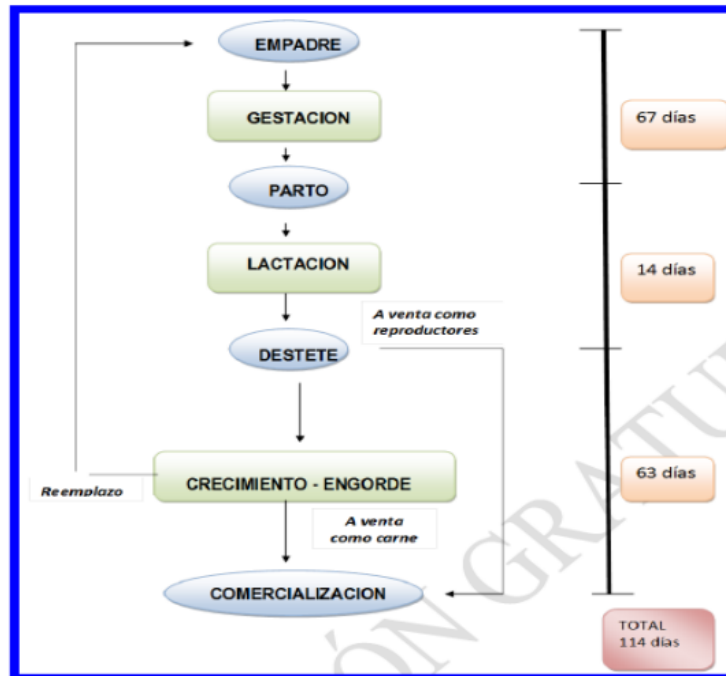 EMPADRE
GESTACION
67 días
PARTO
LACTACION
14 días
A venta como
reproductores
DESTETE
63 días
CRECIMIENTO - ENGORDE
Reemplazo
A venta
como carne
COMERCIALIZACION
TOTAL
114 días